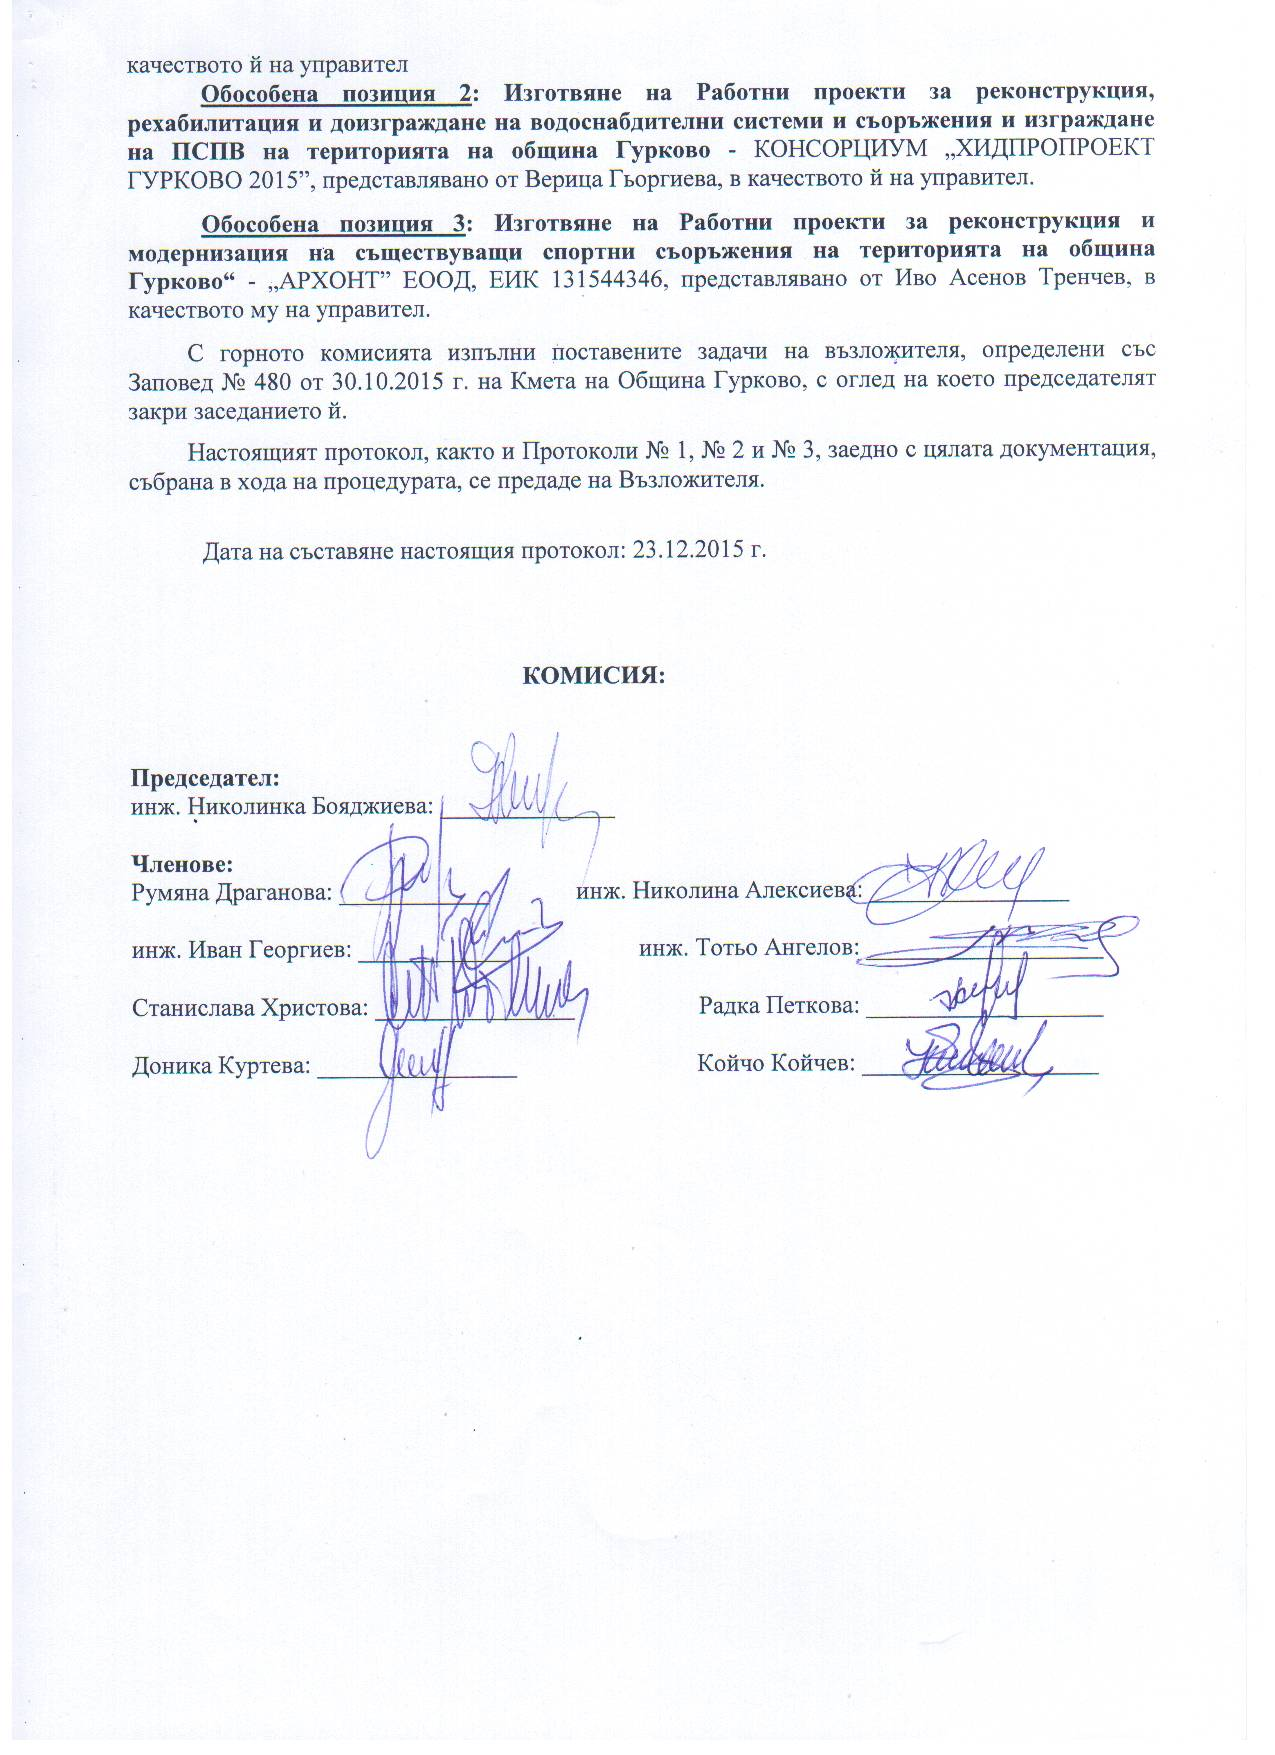 качеството й на управител
Обособена позиция 2: Изготвяне на Работни проекти за реконструкция,
рехабилитация и доизграждане на водоснабдителни системи и съоръжения и изграждане
на ПСПВ на територията на община Гурково - КОНСОРЦИУМ „ХИДПРОПРОЕКТ
ГУРКОВО 2015”, представлявано от Верица Гьоргиева, в качеството й на управител.
Обособена позиция 3: Изготвяне на Работни проекти за реконструкция и
модернизация на съществуващи спортни съоръжения на територията на община
Гурково“ - „АРХОНТ” ЕООД, ЕИК 131544346, представлявано от Иво Асенов Тренчев, в
качеството му на управител.
С горното комисията изпълни поставените задачи на възложителя, определени със
Заповед № 480 от 30.10.2015 г. на Кмета на Община Гурково, с оглед на което председателят
закри заседанието й.
Настоящият протокол, както и Протоколи № 1, № 2 и № 3, заедно с цялата документация,
събрана в хода на процедурата, се предаде на Възложителя.
Дата на съставяне настоящия протокол: 23.12.2015 г.
КОМИСИЯ:
Председател:
инж. Николинка Бояджиева:
Членове:
Румяна Драганова: инж. Николина Алексиева:
инж. Иван Георгиев: инж. Тотьо Ангелов:
Станислава Христова: Радка Петкова:
Доника Куртева: Койчо Койчев: